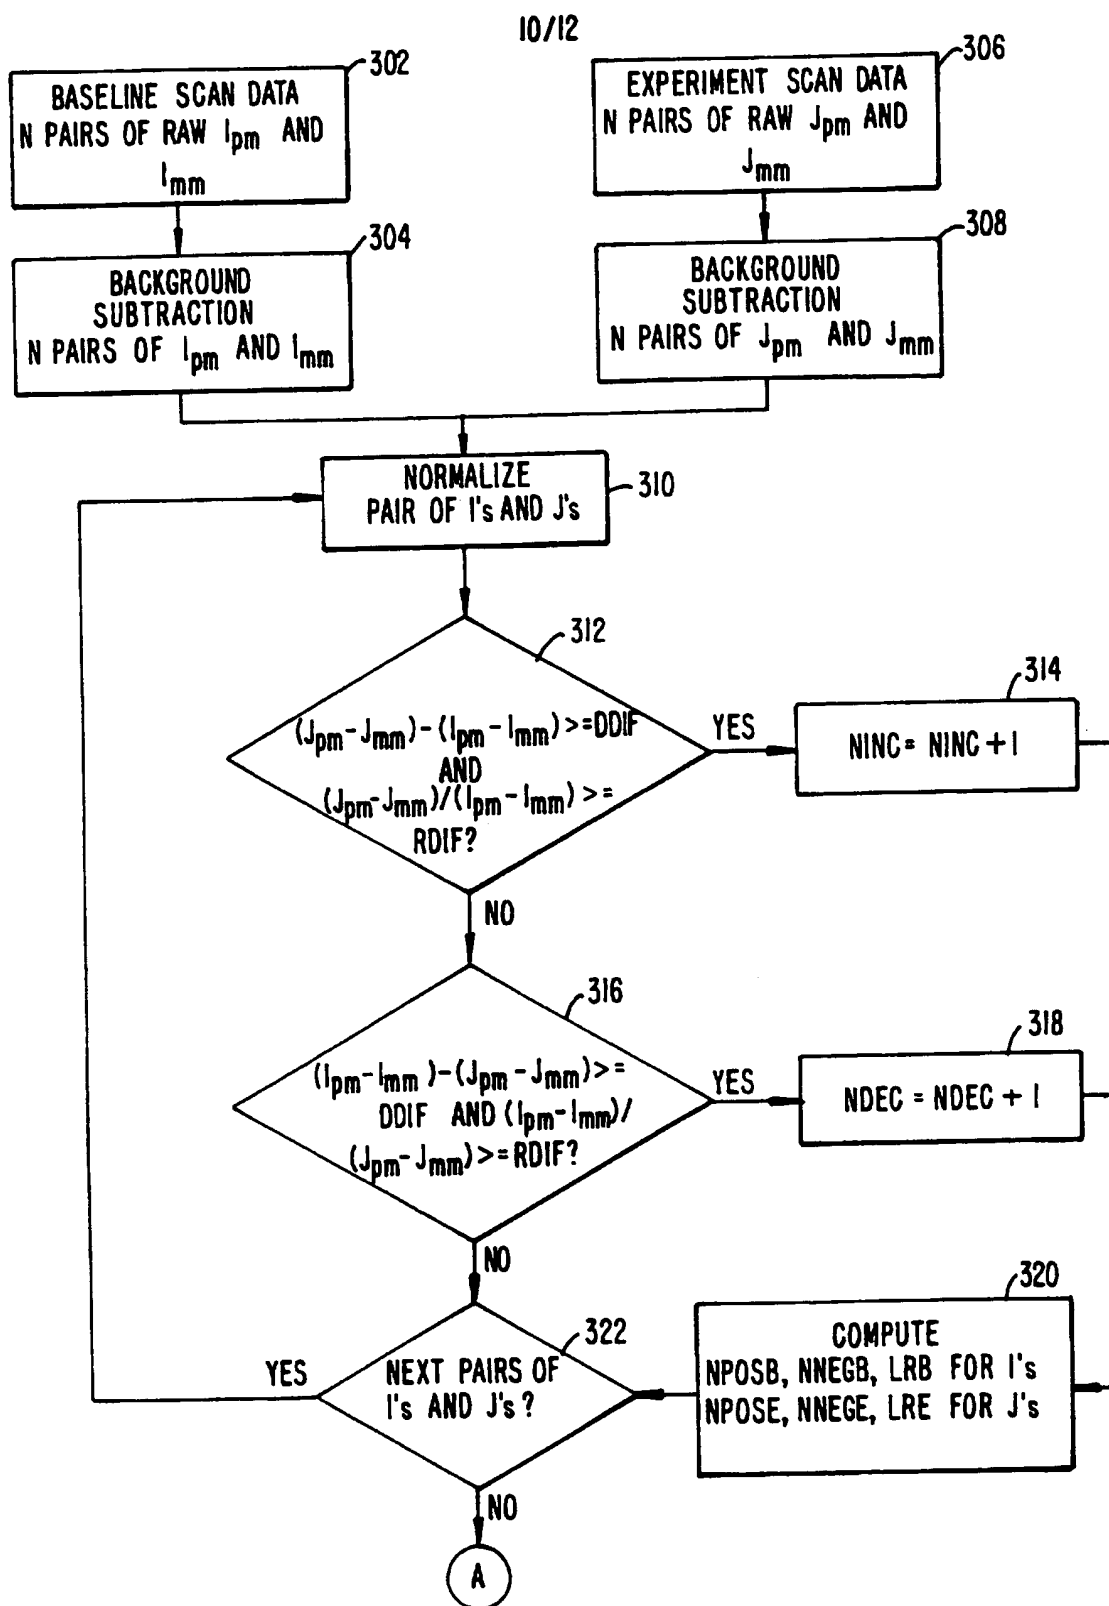 10/12
302
BASELINE SCAN DATA
N PAIRS OF RAW Ipm AND
Imm
306
EXPERIMENT SCAN DATA
N PAIRS OF RAW Jpm AND
Jmm
304
BACKGROUND
SUBTRACTION
N PAIRS OF Ipm AND Imm
308
BACKGROUND
SUBTRACTION
N PAIRS OF Jpm AND Jmm
NORMALIZE
PAIR OF I's AND J's
310
312
(Jpm-Jmm)-(Ipm-Imm)>=DDIF
AND
(Jpm-Jmm)/(Ipm-Imm)>=
RDIF?
YES
314
NINC= NINC+1
NO
316
(Ipm-Imm)-(Jpm-Jmm)>=
DDIF AND (Ipm-Imm)/
(Jpm-Jmm)>=RDIF?
YES
318
NDEC = NDEC + 1
NO
322
NEXT PAIRS OF
I's AND J's?
YES
320
COMPUTE
NPOSB, NNEGB, LRB FOR I's
NPOSE, NNEGE, LRE FOR J's
NO
A